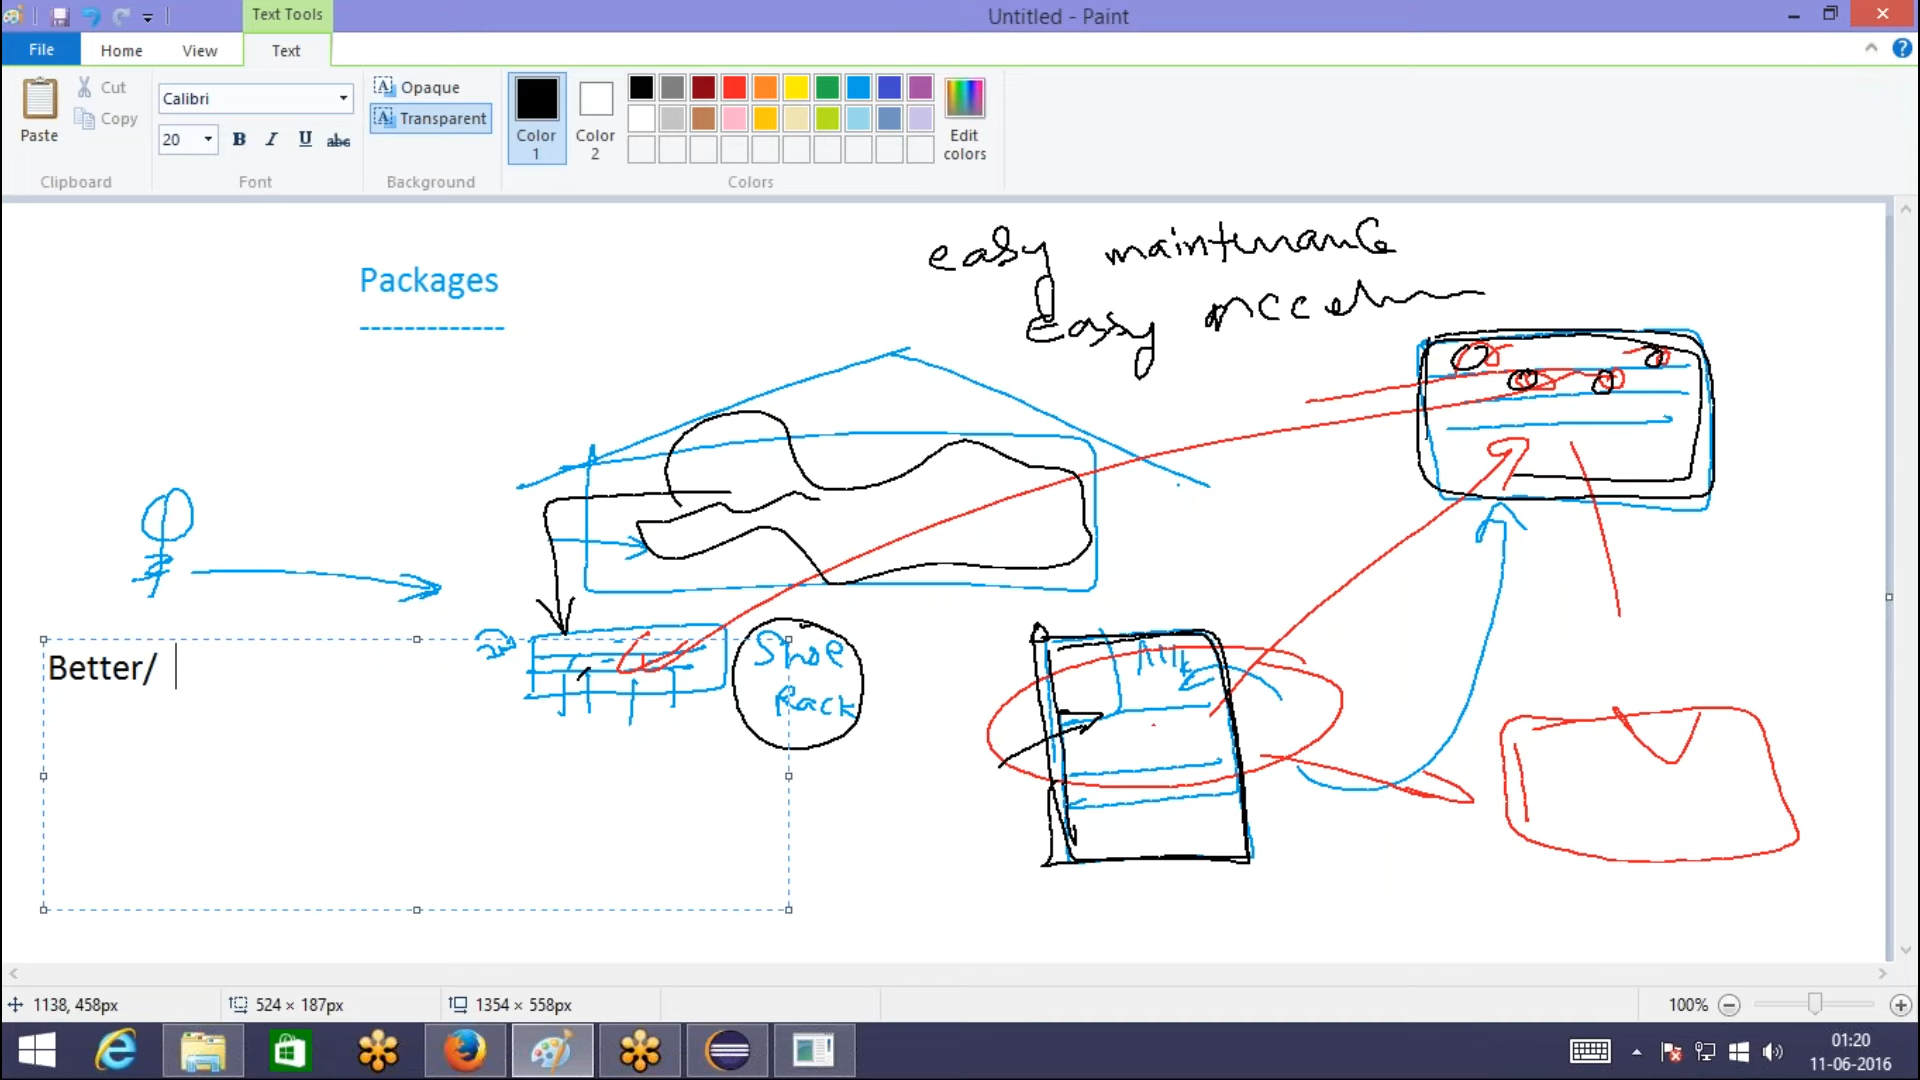 Text Tools
Untitled - Paint
File
Home
View
Text
Paste
Cut
Copy
Clipboard
Calibri
20
B I U abc
Font
Opaque
Transparent
Background
Color
1
Color
2
Edit
colors
Colors
easy maintenance
Easy
Packages
-------------
Shoe
Rack
Better/
1138, 458px
524 × 187px
1354 × 558px
100%
01:20
11-06-2016